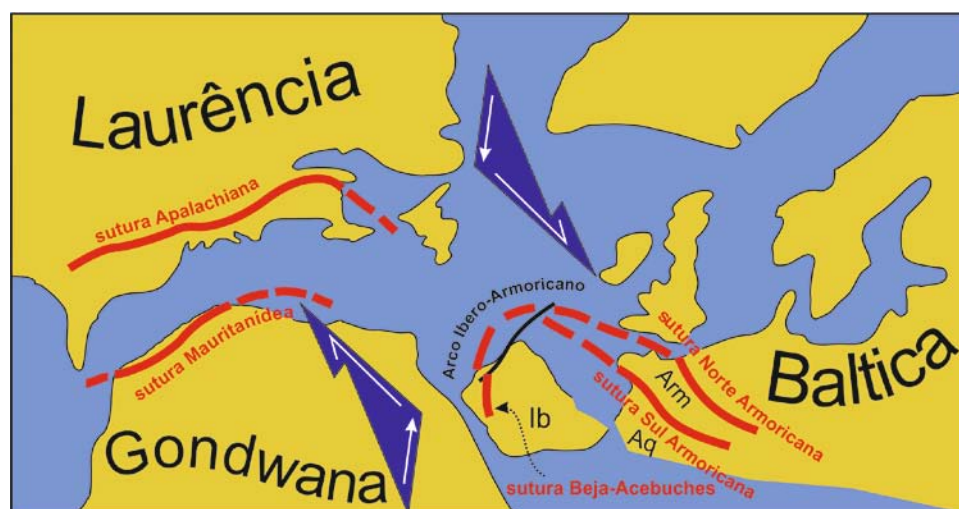 Laurência
sutura Apalachiana
sutura Mauritanídea
Gondwana
Arco Ibero-Armoricano
Ib
sutura Beja-Acebuches
Arm
Aq
sutura Sul Armoricana
sutura Norte Armoricana
Baltica